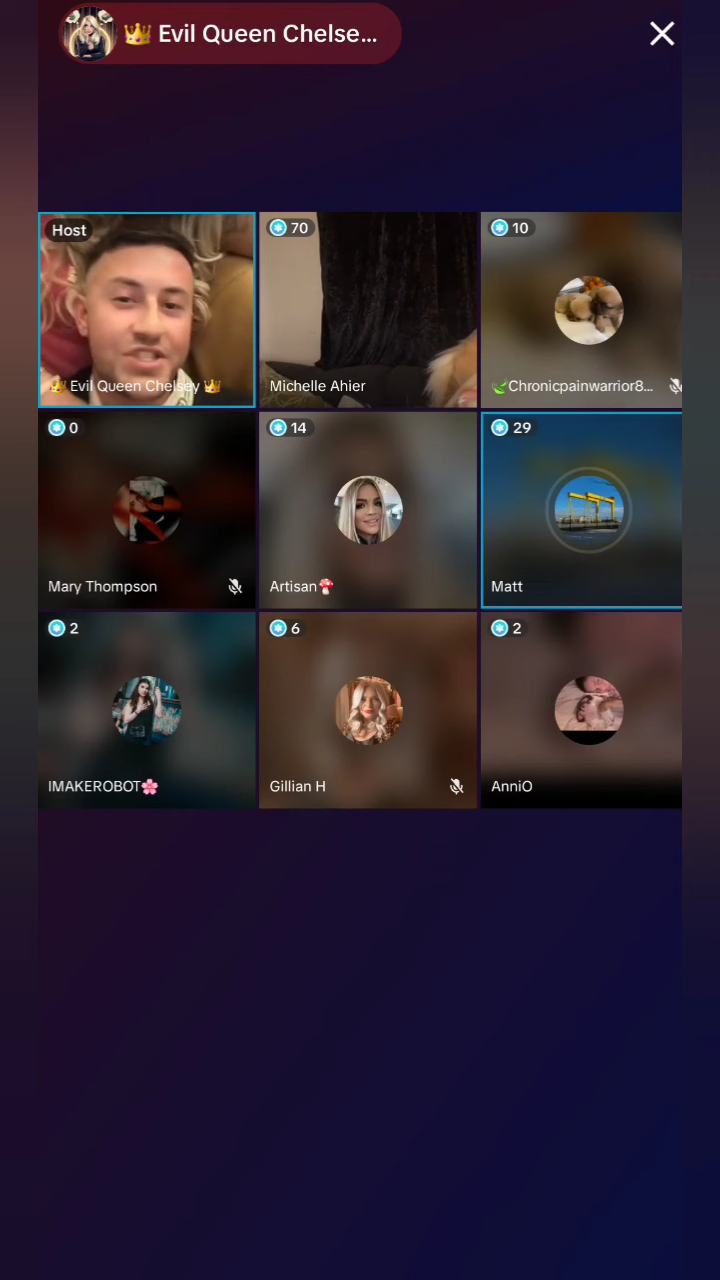 👑 Evil Queen Chelse...
Host
👑 Evil Queen Chelsey 👑
70
Michelle Ahier
10
🌿Chronicpainwarrior8...
0
Mary Thompson
14
Artisan🍄
29
Matt
2
IMAKEROBOT🌸
6
Gillian H
2
AnniO